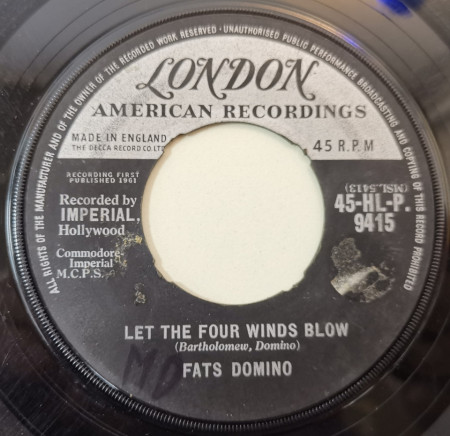 ALL RIGHTS OF THE MANUFACTURER AND OF THE OWNER OF THE RECORDED WORK RESERVED · UNAUTHORISED PUBLIC PERFORMANCE BROADCASTING AND COPYING OF THIS RECORD PROHIBITED
LONDON
AMERICAN RECORDINGS
MADE IN ENGLAND
THE DECCA RECORD CO. LT
45 R.P.M
RECORDING FIRST
PUBLISHED 1961
(MSL.5413)
Recorded by
IMPERIAL,
Hollywood
45-HL-P.
9415
Commodore-
Imperial
M.C.P.S.
LET THE FOUR WINDS BLOW
(Bartholomew, Domino)
FATS DOMINO
MD